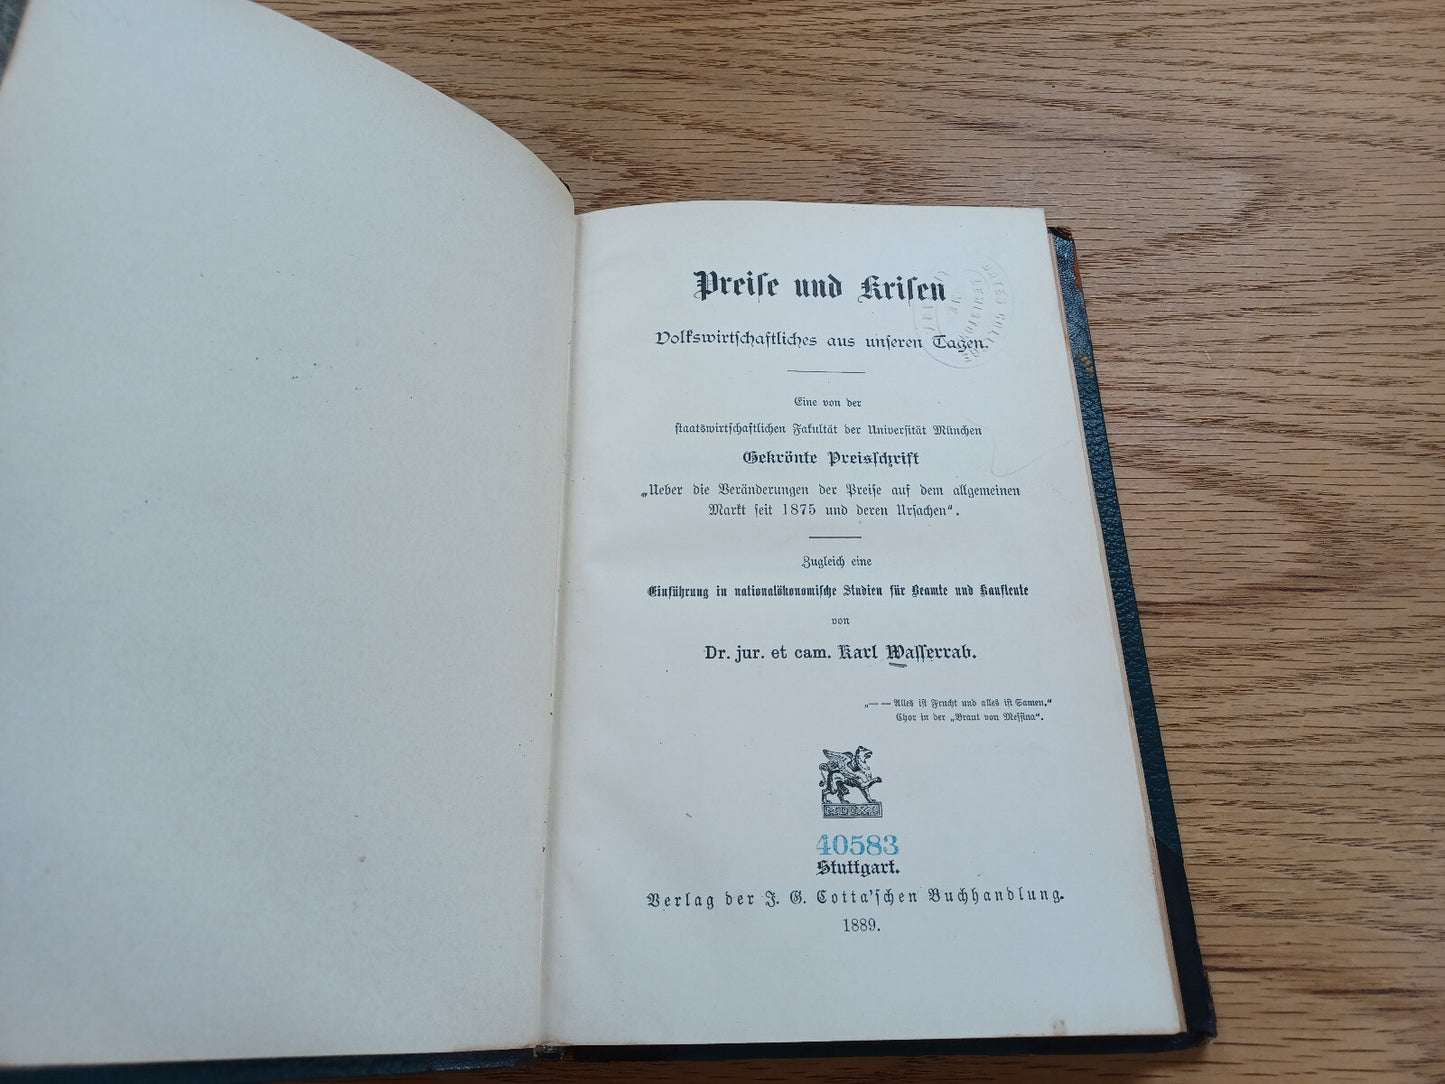 Preise und Krisen
Volkswirtschaftliches aus unseren Tagen.
Eine von der
staatswirtschaftlichen Fakultät der Universität München
Gekrönte Preisschrift
„Ueber die Veränderungen der Preise auf dem allgemeinen
Markt seit 1875 und deren Ursachen“.
Zugleich eine
Einführung in nationalökonomische Studien für Beamte und Kaufleute
von
Dr. jur. et cam. Karl Wasserrab.
„— — Alles ist Frucht und alles ist Samen.“
Chor in der „Braut von Messina“.
40583
Stuttgart.
Verlag der J. G. Cotta'schen Buchhandlung.
1889.